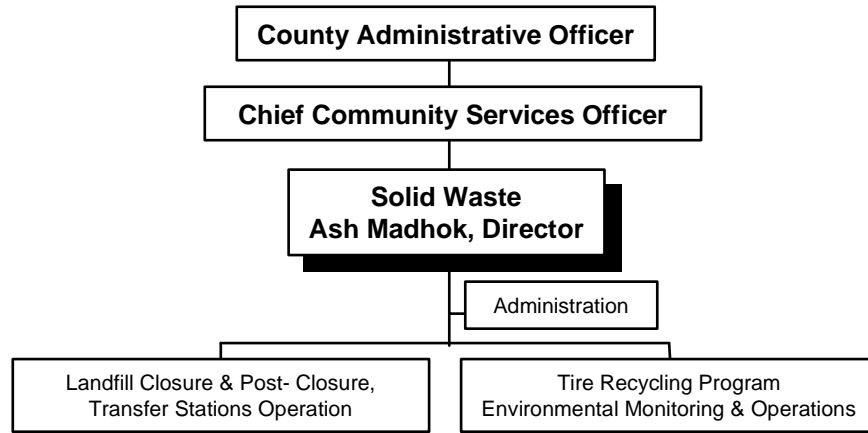 County Administrative Officer
Chief Community Services Officer
Solid Waste
Ash Madhok, Director
Administration
Landfill Closure & Post- Closure,
Transfer Stations Operation
Tire Recycling Program
Environmental Monitoring & Operations